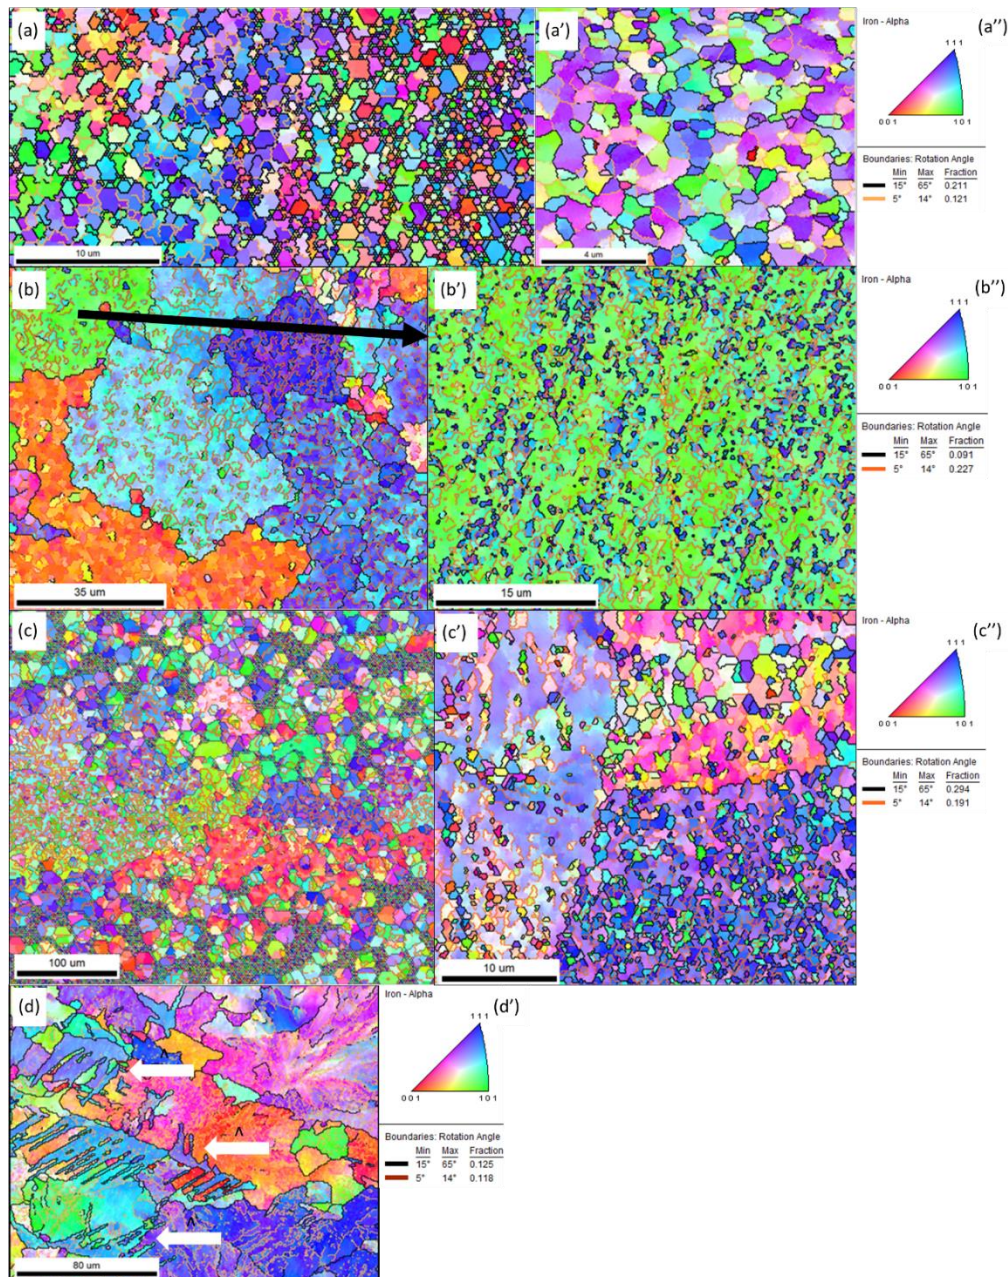 (a)
10 um
(a')
4 um
Iron - Alpha
(a'')
1 1 1
0 0 1
1 0 1
Boundaries: Rotation Angle
Min Max Fraction
15° 65° 0.211
5° 14° 0.121
(b)
35 um
(b')
15 um
Iron - Alpha
(b'')
1 1 1
0 0 1
1 0 1
Boundaries: Rotation Angle
Min Max Fraction
15° 65° 0.091
5° 14° 0.227
(c)
100 um
(c')
10 um
Iron - Alpha
(c'')
1 1 1
0 0 1
1 0 1
Boundaries: Rotation Angle
Min Max Fraction
15° 65° 0.294
5° 14° 0.191
(d)
^
^
^
80 um
Iron - Alpha
(d')
1 1 1
0 0 1
1 0 1
Boundaries: Rotation Angle
Min Max Fraction
15° 65° 0.125
5° 14° 0.118